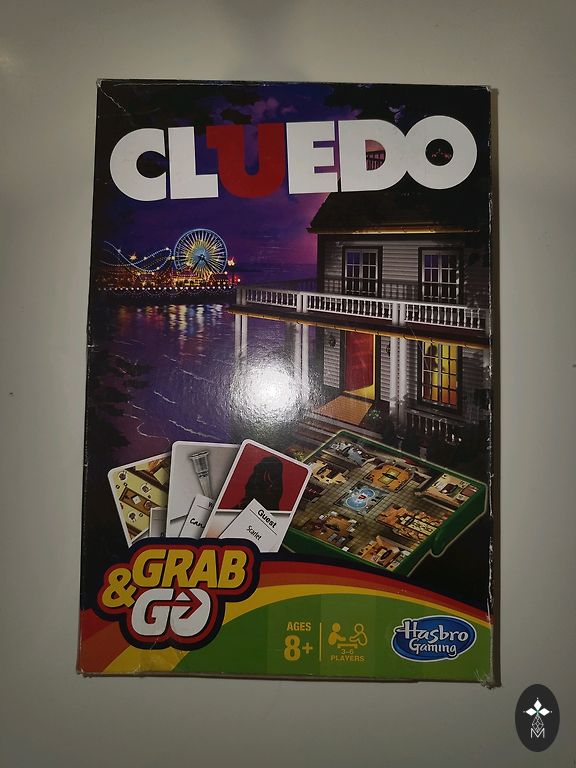 CLUEDO
Guest
Scarlet
GRAB
& GO
AGES
8+
3-6
PLAYERS
Hasbro
Gaming
M